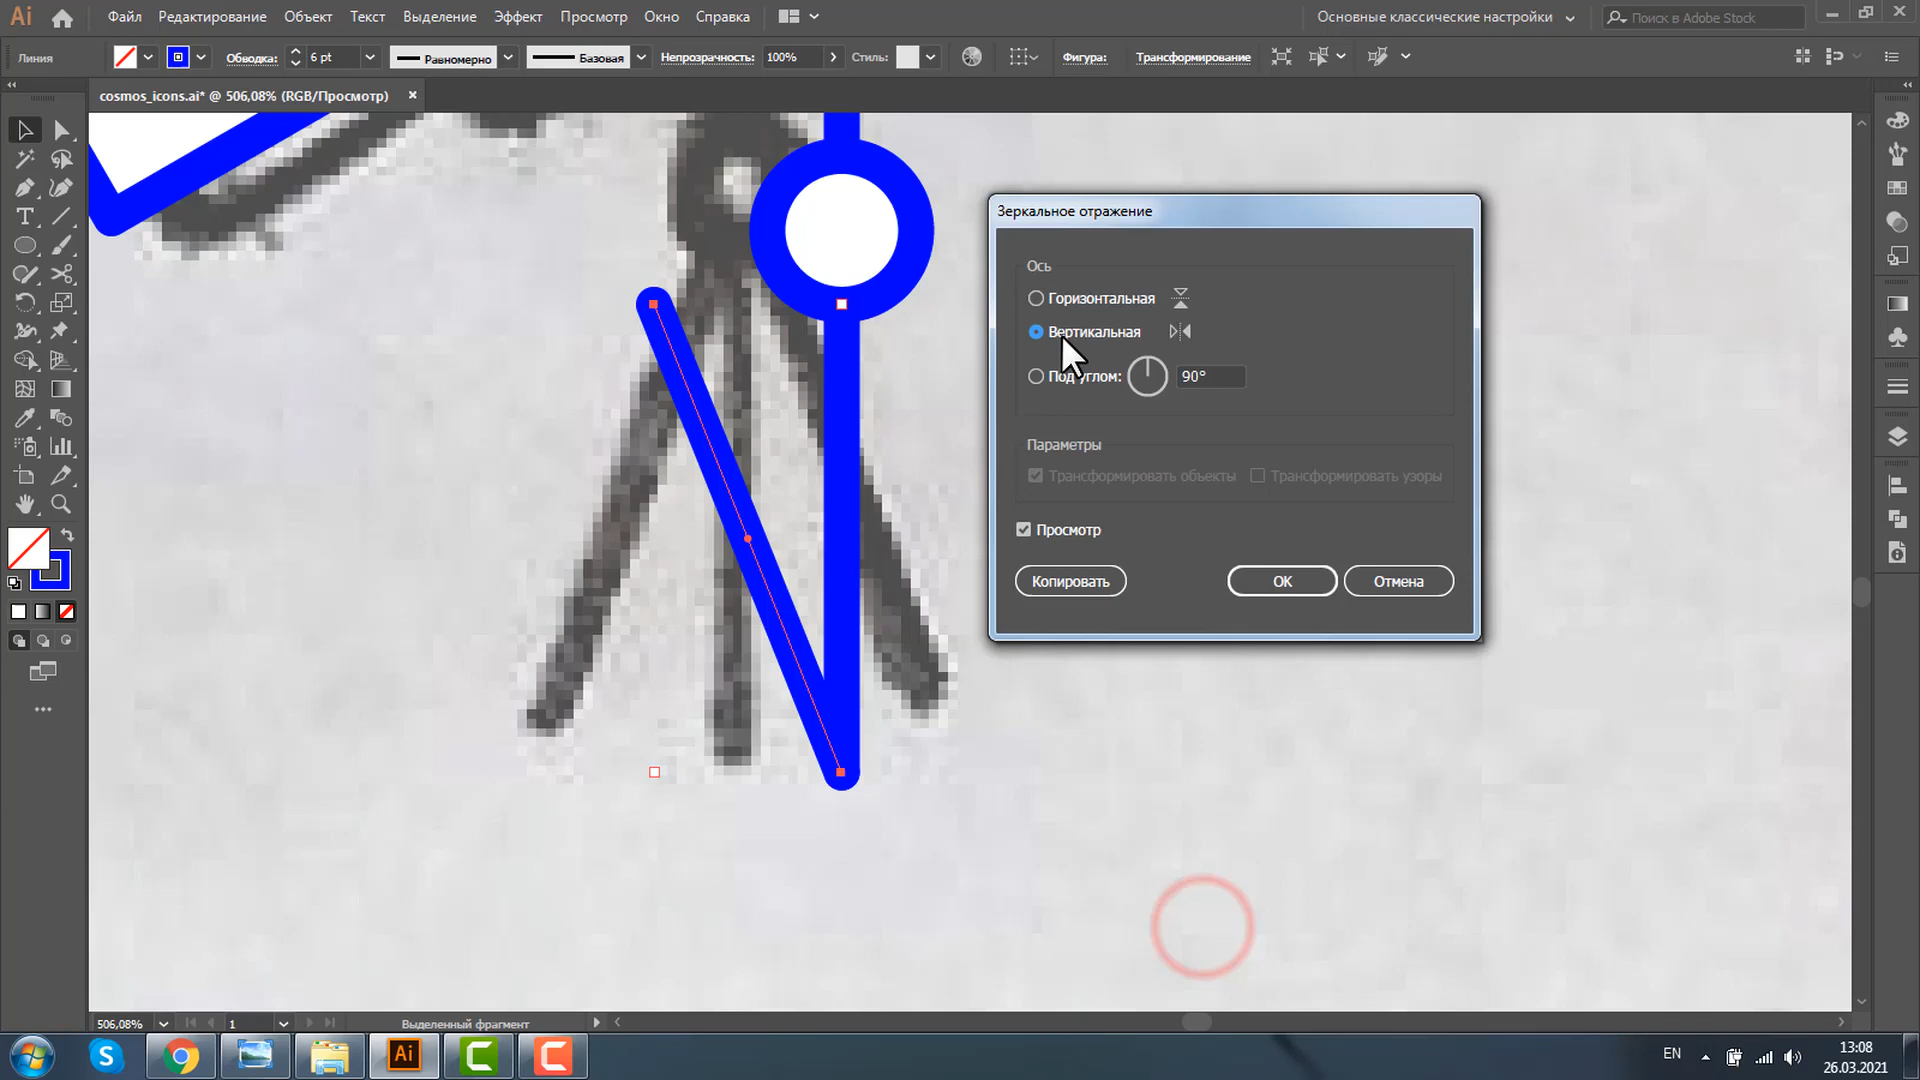 Ai Файл Редактирование Объект Текст Выделение Эффект Просмотр Окно Справка Основные классические настройки Поиск в Adobe Stock
Линия Обводка: 6 pt Равномерно Базовая Непрозрачность: 100% Стиль: Фигура: Трансформирование
cosmos_icons.ai* @ 506,08% (RGB/Просмотр)
Зеркальное отражение
Ось
Горизонтальная
Вертикальная
Под углом: 90°
Параметры
Трансформировать объекты Трансформировать узоры
Просмотр
Копировать OK Отмена
506,08% 1 Выделенный фрагмент
Ai EN 13:08
26.03.2021